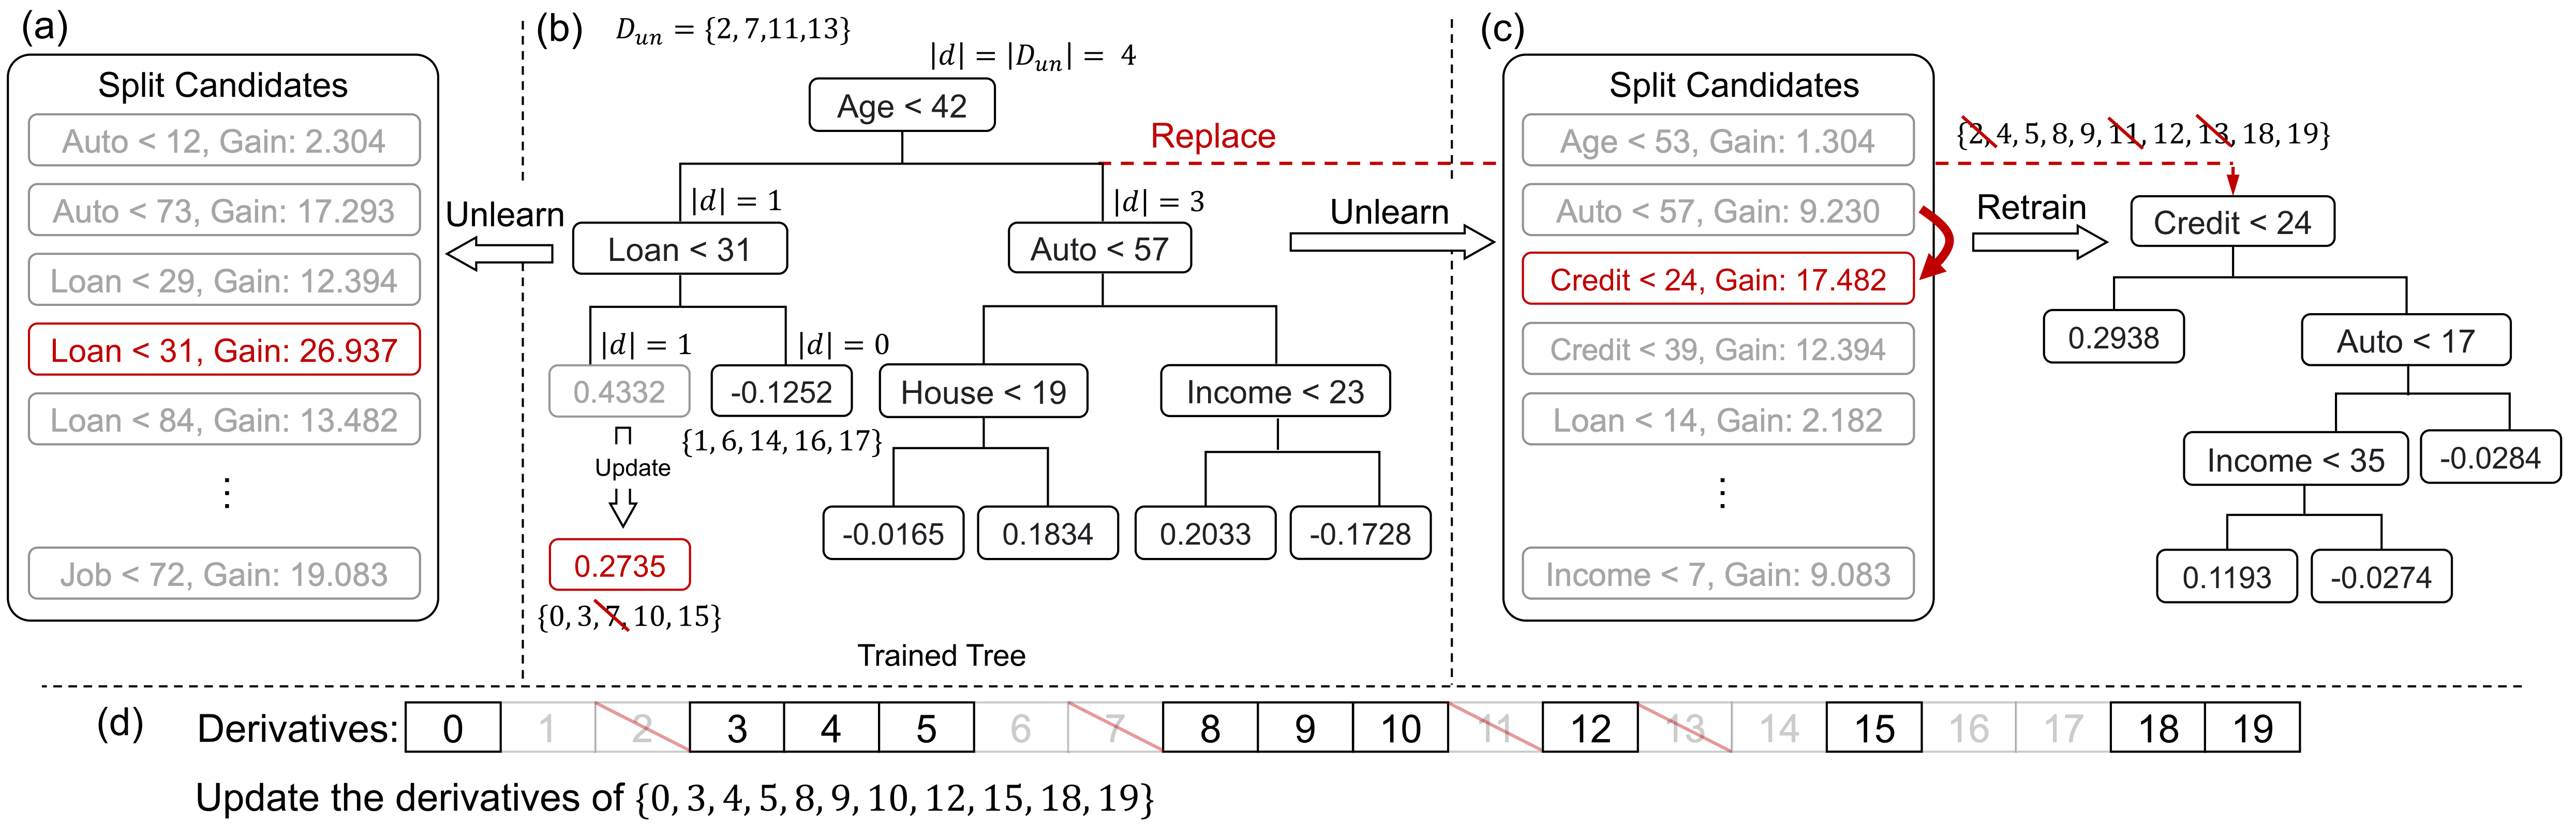 (a)
Split Candidates
Auto < 12, Gain: 2.304
Auto < 73, Gain: 17.293
Loan < 29, Gain: 12.394
Loan < 31, Gain: 26.937
Loan < 84, Gain: 13.482
⋮
Job < 72, Gain: 19.083
Unlearn
(b)
D_un = {2, 7,11,13}
|d| = |D_un| = 4
Age < 42
Replace
|d| = 1
|d| = 3
Loan < 31
Auto < 57
Unlearn
|d| = 1
|d| = 0
0.4332
-0.1252
House < 19
Income < 23
{1, 6, 14, 16, 17}
Update
-0.0165
0.1834
0.2033
-0.1728
0.2735
{0, 3, 7, 10, 15}
Trained Tree
(c)
Split Candidates
Age < 53, Gain: 1.304
Auto < 57, Gain: 9.230
Credit < 24, Gain: 17.482
Credit < 39, Gain: 12.394
Loan < 14, Gain: 2.182
⋮
Income < 7, Gain: 9.083
{2, 4, 5, 8, 9, 11, 12, 13, 18, 19}
Retrain
Credit < 24
0.2938
Auto < 17
Income < 35
-0.0284
0.1193
-0.0274
(d)
Derivatives: 0 1 2 3 4 5 6 7 8 9 10 11 12 13 14 15 16 17 18 19
Update the derivatives of {0, 3, 4, 5, 8, 9, 10, 12, 15, 18, 19}